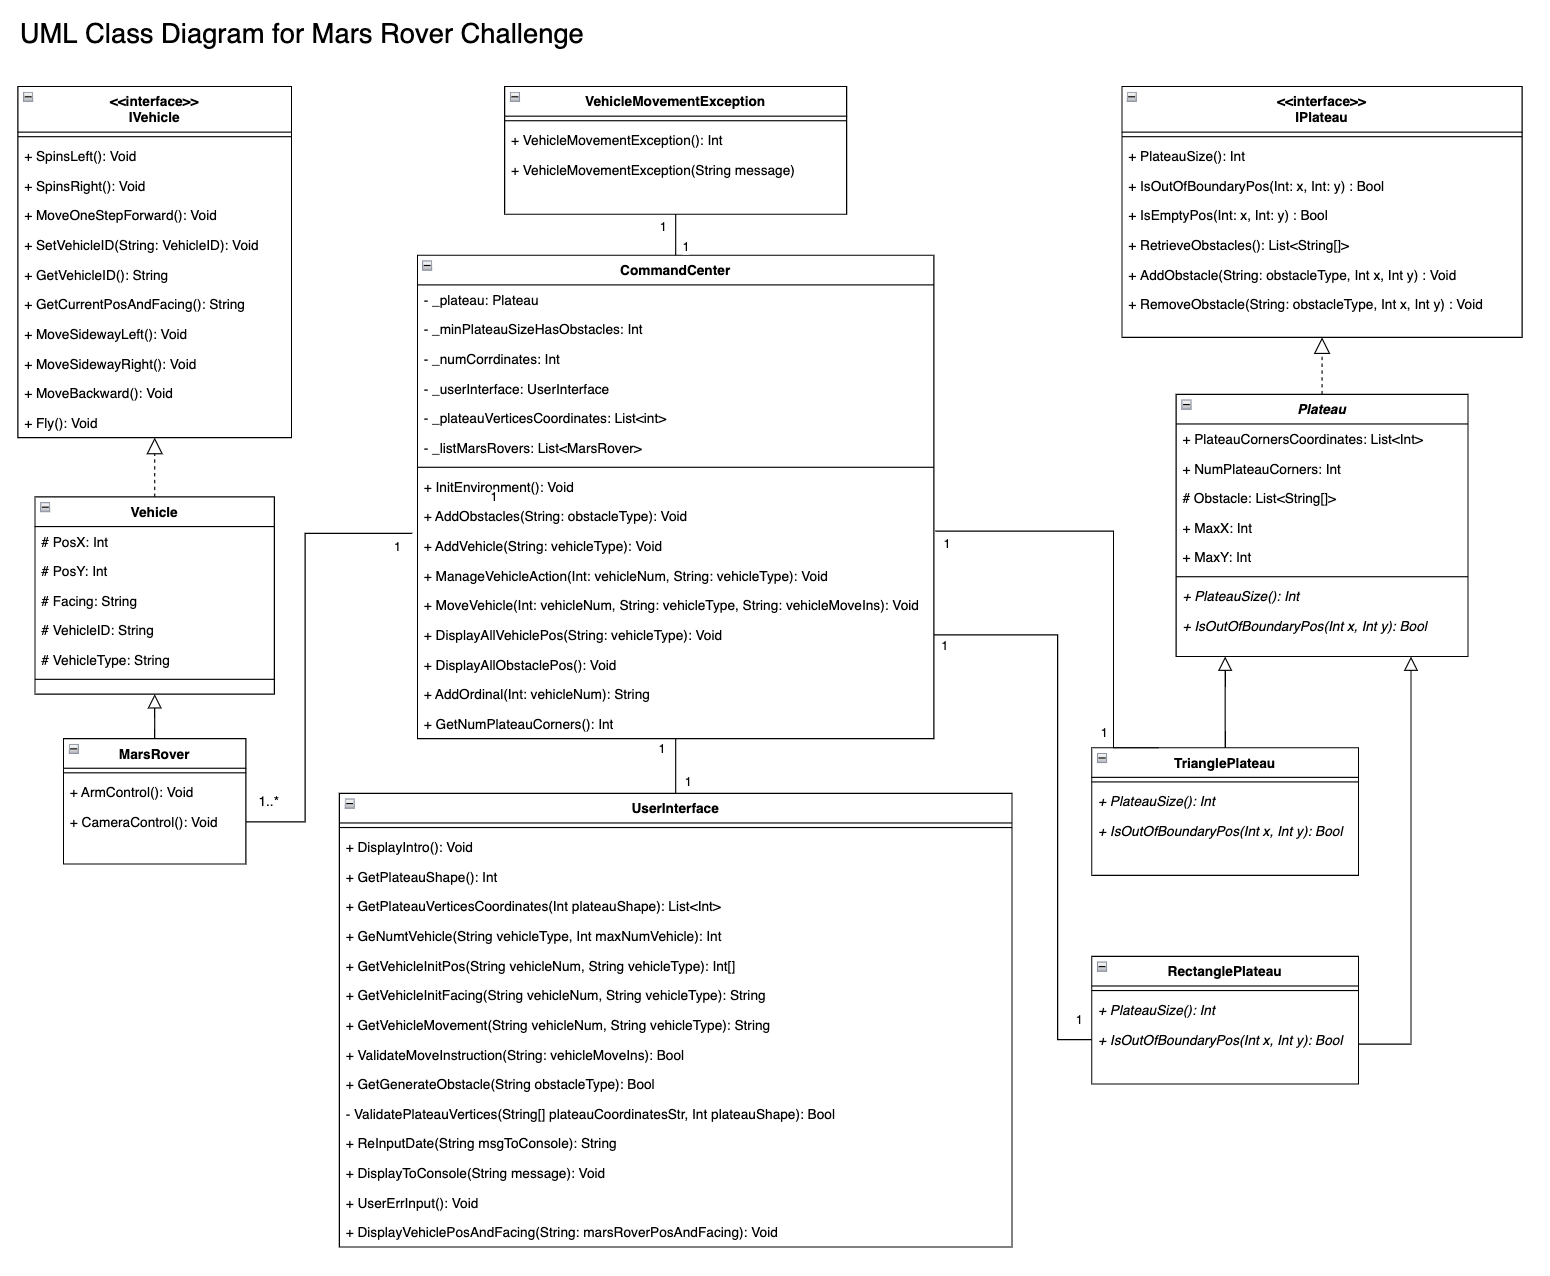 UML Class Diagram for Mars Rover Challenge
<<interface>>
IVehicle
+ SpinsLeft(): Void
+ SpinsRight(): Void
+ MoveOneStepForward(): Void
+ SetVehicleID(String: VehicleID): Void
+ GetVehicleID(): String
+ GetCurrentPosAndFacing(): String
+ MoveSidewayLeft(): Void
+ MoveSidewayRight(): Void
+ MoveBackward(): Void
+ Fly(): Void
Vehicle
# PosX: Int
# PosY: Int
# Facing: String
# VehicleID: String
# VehicleType: String
MarsRover
+ ArmControl(): Void
+ CameraControl(): Void
1..*
1
VehicleMovementException
+ VehicleMovementException(): Int
+ VehicleMovementException(String message)
1
1
CommandCenter
- _plateau: Plateau
- _minPlateauSizeHasObstacles: Int
- _numCorrdinates: Int
- _userInterface: UserInterface
- _plateauVerticesCoordinates: List<int>
- _listMarsRovers: List<MarsRover>
+ InitEnvironment(): Void
1
+ AddObstacles(String: obstacleType): Void
+ AddVehicle(String: vehicleType): Void
+ ManageVehicleAction(Int: vehicleNum, String: vehicleType): Void
+ MoveVehicle(Int: vehicleNum, String: vehicleType, String: vehicleMoveIns): Void
+ DisplayAllVehiclePos(String: vehicleType): Void
+ DisplayAllObstaclePos(): Void
+ AddOrdinal(Int: vehicleNum): String
+ GetNumPlateauCorners(): Int
1
1
UserInterface
+ DisplayIntro(): Void
+ GetPlateauShape(): Int
+ GetPlateauVerticesCoordinates(Int plateauShape): List<Int>
+ GeNumtVehicle(String vehicleType, Int maxNumVehicle): Int
+ GetVehicleInitPos(String vehicleNum, String vehicleType): Int[]
+ GetVehicleInitFacing(String vehicleNum, String vehicleType): String
+ GetVehicleMovement(String vehicleNum, String vehicleType): String
+ ValidateMoveInstruction(String: vehicleMoveIns): Bool
+ GetGenerateObstacle(String obstacleType): Bool
- ValidatePlateauVertices(String[] plateauCoordinatesStr, Int plateauShape): Bool
+ ReInputDate(String msgToConsole): String
+ DisplayToConsole(String message): Void
+ UserErrInput(): Void
+ DisplayVehiclePosAndFacing(String: marsRoverPosAndFacing): Void
1
1
<<interface>>
IPlateau
+ PlateauSize(): Int
+ IsOutOfBoundaryPos(Int: x, Int: y) : Bool
+ IsEmptyPos(Int: x, Int: y) : Bool
+ RetrieveObstacles(): List<String[]>
+ AddObstacle(String: obstacleType, Int x, Int y) : Void
+ RemoveObstacle(String: obstacleType, Int x, Int y) : Void
Plateau
+ PlateauCornersCoordinates: List<Int>
+ NumPlateauCorners: Int
# Obstacle: List<String[]>
+ MaxX: Int
+ MaxY: Int
+ PlateauSize(): Int
+ IsOutOfBoundaryPos(Int x, Int y): Bool
1
TrianglePlateau
+ PlateauSize(): Int
+ IsOutOfBoundaryPos(Int x, Int y): Bool
1
RectanglePlateau
+ PlateauSize(): Int
+ IsOutOfBoundaryPos(Int x, Int y): Bool